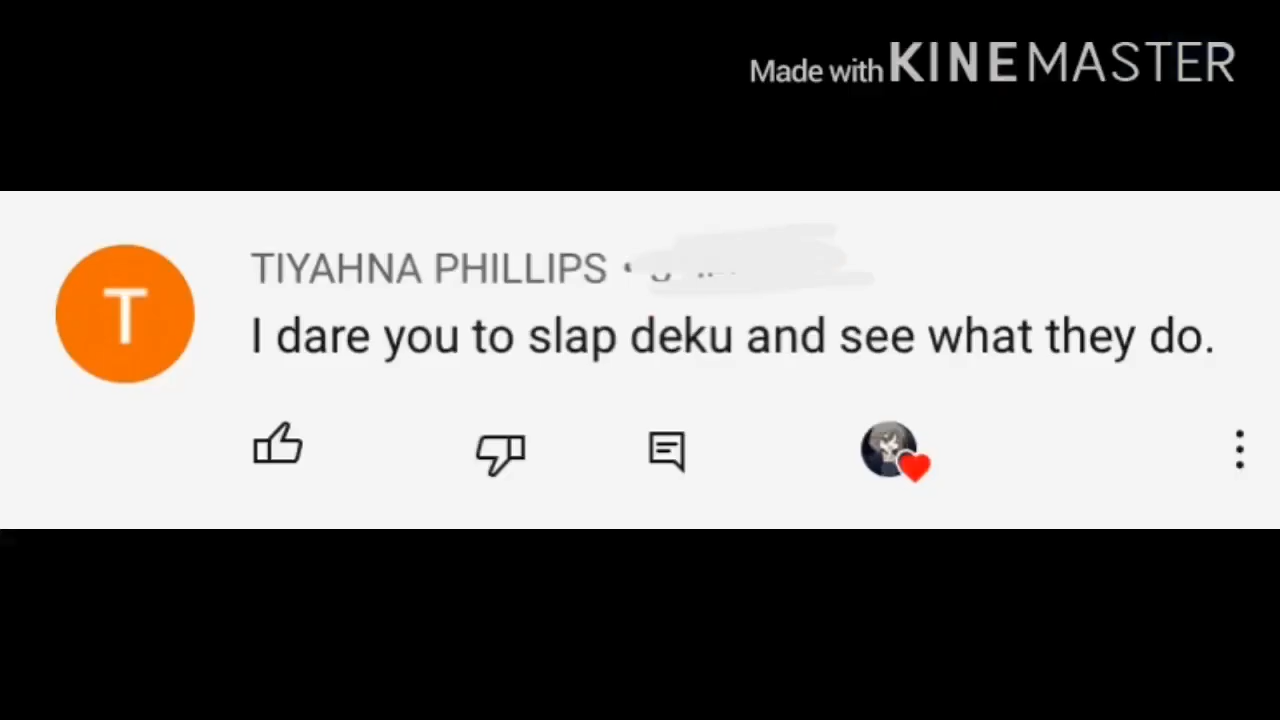 Made with KINEMASTER
TIYAHNA PHILLIPS •
I dare you to slap deku and see what they do.